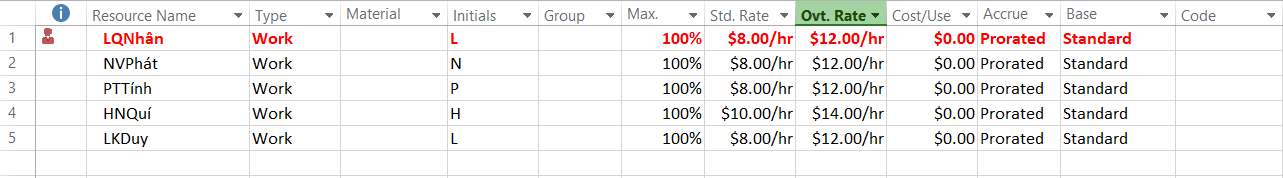 Resource Name Type Material Initials Group Max. Std. Rate Ovt. Rate Cost/Use Accrue Base Code
1 LQNhân Work L 100% $8.00/hr $12.00/hr $0.00 Prorated Standard
2 NVPhát Work N 100% $8.00/hr $12.00/hr $0.00 Prorated Standard
3 PTTính Work P 100% $8.00/hr $12.00/hr $0.00 Prorated Standard
4 HNQuí Work H 100% $10.00/hr $14.00/hr $0.00 Prorated Standard
5 LKDuy Work L 100% $8.00/hr $12.00/hr $0.00 Prorated Standard